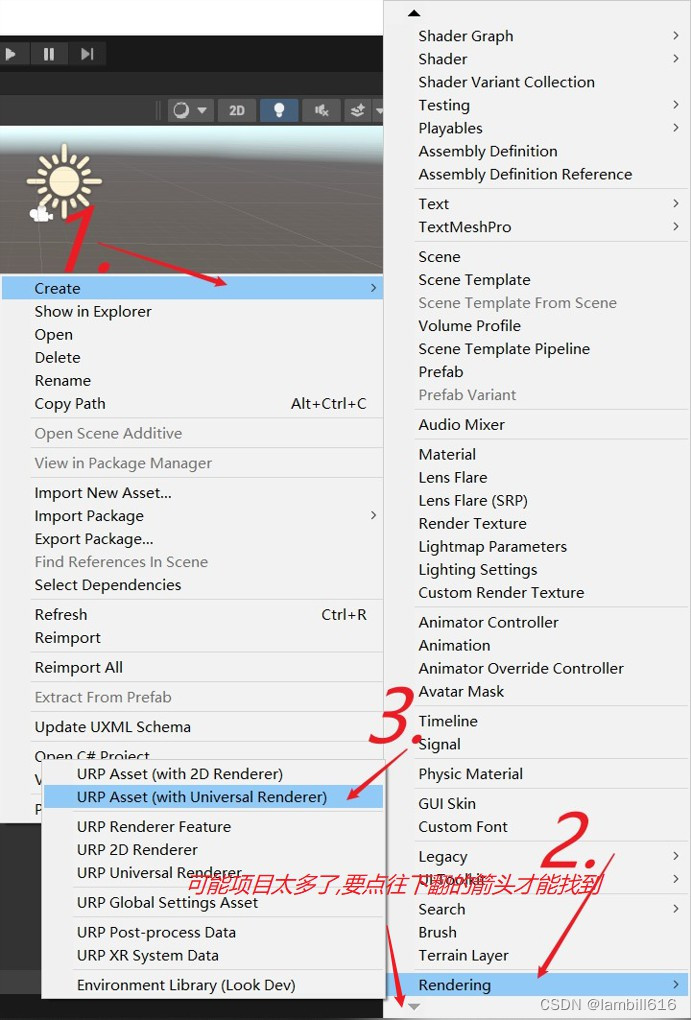 2D
1.
Create
Show in Explorer
Open
Delete
Rename
Copy Path Alt+Ctrl+C
Open Scene Additive
View in Package Manager
Import New Asset...
Import Package
Export Package...
Find References In Scene
Select Dependencies
Refresh Ctrl+R
Reimport
Reimport All
Extract From Prefab
Update UXML Schema
Open C# Project
URP Asset (with 2D Renderer)
URP Asset (with Universal Renderer)
URP Renderer Feature
URP 2D Renderer
URP Universal Renderer
URP Global Settings Asset
URP Post-process Data
URP XR System Data
Environment Library (Look Dev)
Shader Graph
Shader
Shader Variant Collection
Testing
Playables
Assembly Definition
Assembly Definition Reference
Text
TextMeshPro
Scene
Scene Template
Scene Template From Scene
Volume Profile
Scene Template Pipeline
Prefab
Prefab Variant
Audio Mixer
Material
Lens Flare
Lens Flare (SRP)
Render Texture
Lightmap Parameters
Lighting Settings
Custom Render Texture
Animator Controller
Animation
Animator Override Controller
Avatar Mask
3.
Timeline
Signal
Physic Material
GUI Skin
Custom Font
2.
Legacy
UI Toolkit
可能项目太多了,要点往下翻的箭头才能找到
Search
Brush
Terrain Layer
Rendering
CSDN @lambill616